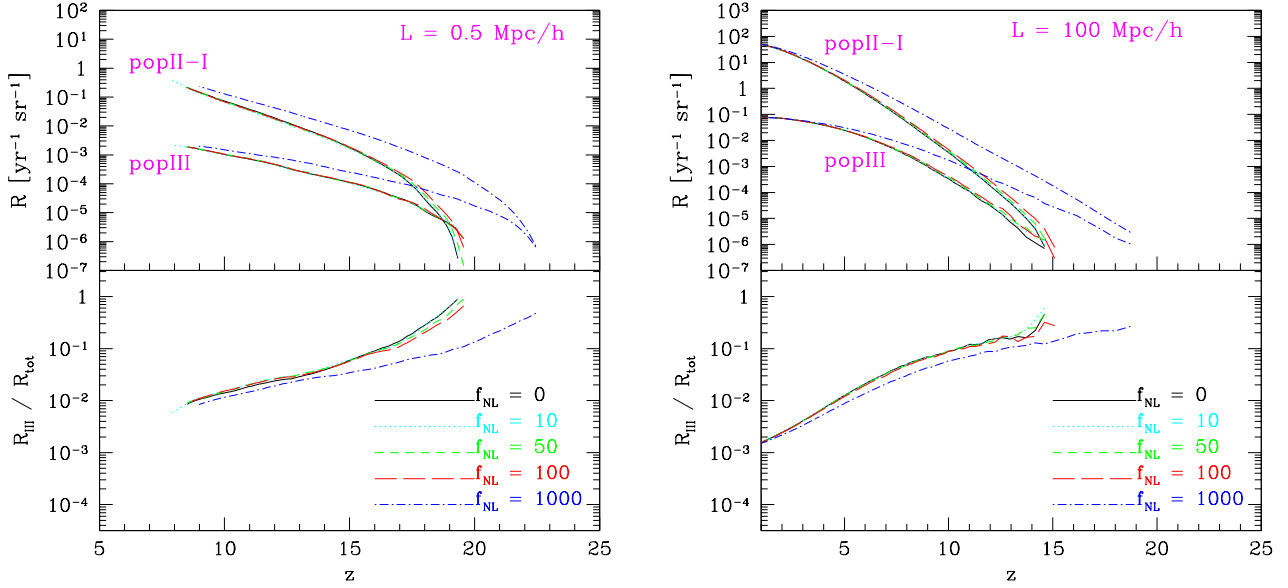 L = 0.5 Mpc/h
popII−I
popIII
R [yr⁻¹ sr⁻¹]
10²
10
1
10⁻¹
10⁻²
10⁻³
10⁻⁴
10⁻⁵
10⁻⁶
10⁻⁷
R_III / R_tot
1
10⁻¹
10⁻²
10⁻³
10⁻⁴
f_NL = 0
f_NL = 10
f_NL = 50
f_NL = 100
f_NL = 1000
5 10 15 20 25
z
L = 100 Mpc/h
popII−I
popIII
R [yr⁻¹ sr⁻¹]
10³
10²
10
1
10⁻¹
10⁻²
10⁻³
10⁻⁴
10⁻⁵
10⁻⁶
10⁻⁷
R_III / R_tot
1
10⁻¹
10⁻²
10⁻³
10⁻⁴
f_NL = 0
f_NL = 10
f_NL = 50
f_NL = 100
f_NL = 1000
5 10 15 20 25
z